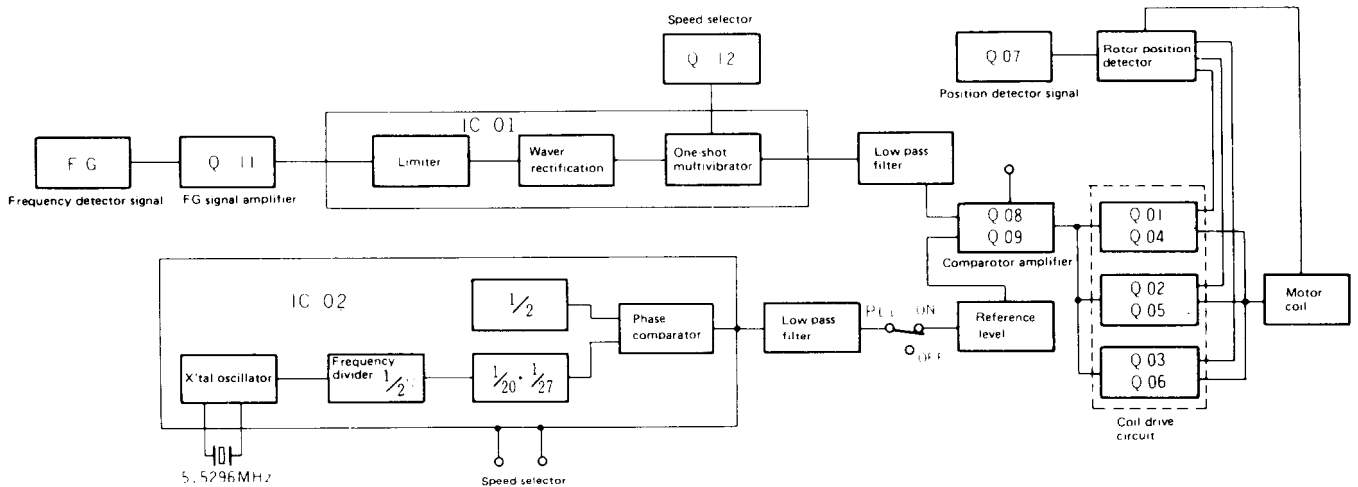 Speed selector
Q 12
Q 07
Position detector signal
Rotor position
detector
IC 01
F G
Frequency detector signal
Q 11
FG signal amplifier
Limiter
Waver
rectification
One-shot
multivibrator
Low pass
filter
Q 08
Q 09
Comparotor amplifier
Q 01
Q 04
Q 02
Q 05
Q 03
Q 06
Coil drive
circuit
Motor
coil
IC 02
1/2
Phase
comparator
X'tal oscillator
Frequency
divider
1/20 · 1/27
5.5296MHz
Speed selector
Low pass
filter
PLL ON
OFF
Reference
level